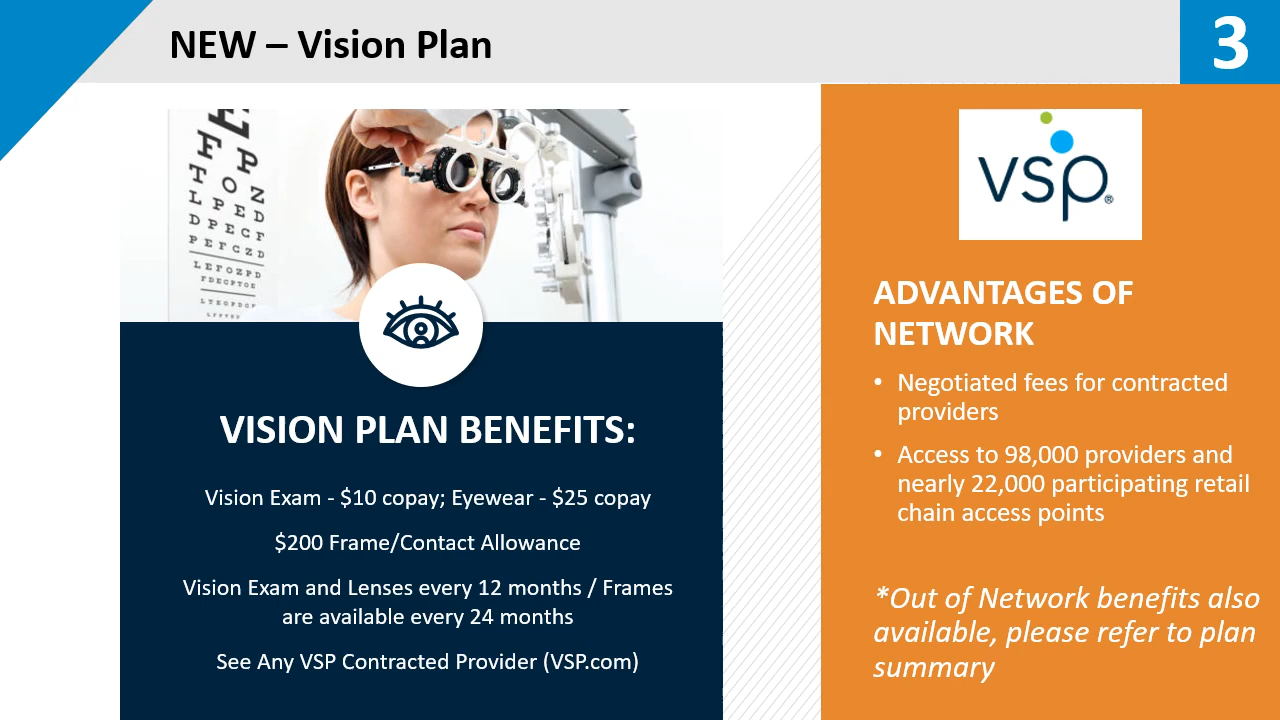 NEW – Vision Plan
3
E
F P
T O Z
L P E D
D P E C F
P E F C Z D
L E F O Z P D
F D E C P T O E
VISION PLAN BENEFITS:
Vision Exam - $10 copay; Eyewear - $25 copay
$200 Frame/Contact Allowance
Vision Exam and Lenses every 12 months / Frames
are available every 24 months
See Any VSP Contracted Provider (VSP.com)
vsp®
ADVANTAGES OF
NETWORK
• Negotiated fees for contracted
providers
• Access to 98,000 providers and
nearly 22,000 participating retail
chain access points
*Out of Network benefits also
available, please refer to plan
summary